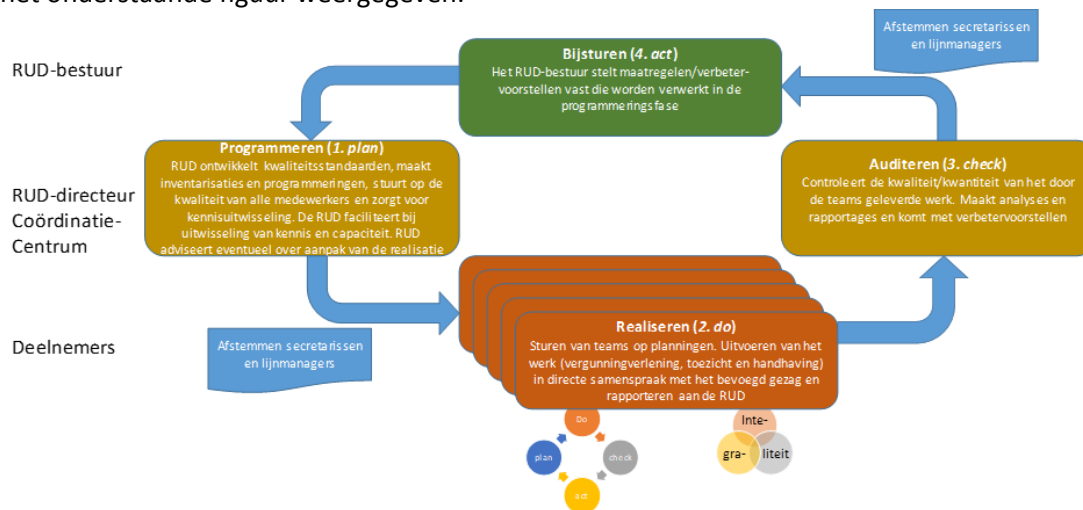 het onderstaande figuur weergegeven:
Afstemmen secretarissen
en lijnmanagers
RUD-bestuur
Bijsturen (4. act)
Het RUD-bestuur stelt maatregelen/verbeter-
voorstellen vast die worden verwerkt in de
programmeringsfase
RUD-directeur
Coördinatie-
Centrum
Programmeren (1. plan)
RUD ontwikkelt kwaliteitsstandaarden, maakt
inventarisaties en programmeringen, stuurt op de
kwaliteit van alle medewerkers en zorgt voor
kennisuitwisseling. De RUD faciliteert bij
uitwisseling van kennis en capaciteit. RUD
adviseert eventueel over aanpak van de realisatie
Auditeren (3. check)
Controleert de kwaliteit/kwantiteit van het door
de teams geleverde werk. Maakt analyses en
rapportages en komt met verbetervoorstellen
Deelnemers
Afstemmen secretarissen
en lijnmanagers
Realiseren (2. do)
Sturen van teams op planningen. Uitvoeren van het
werk (vergunningverlening, toezicht en handhaving)
in directe samenspraak met het bevoegd gezag en
rapporteren aan de RUD
Do
plan
check
act
Inte-
gra-
liteit